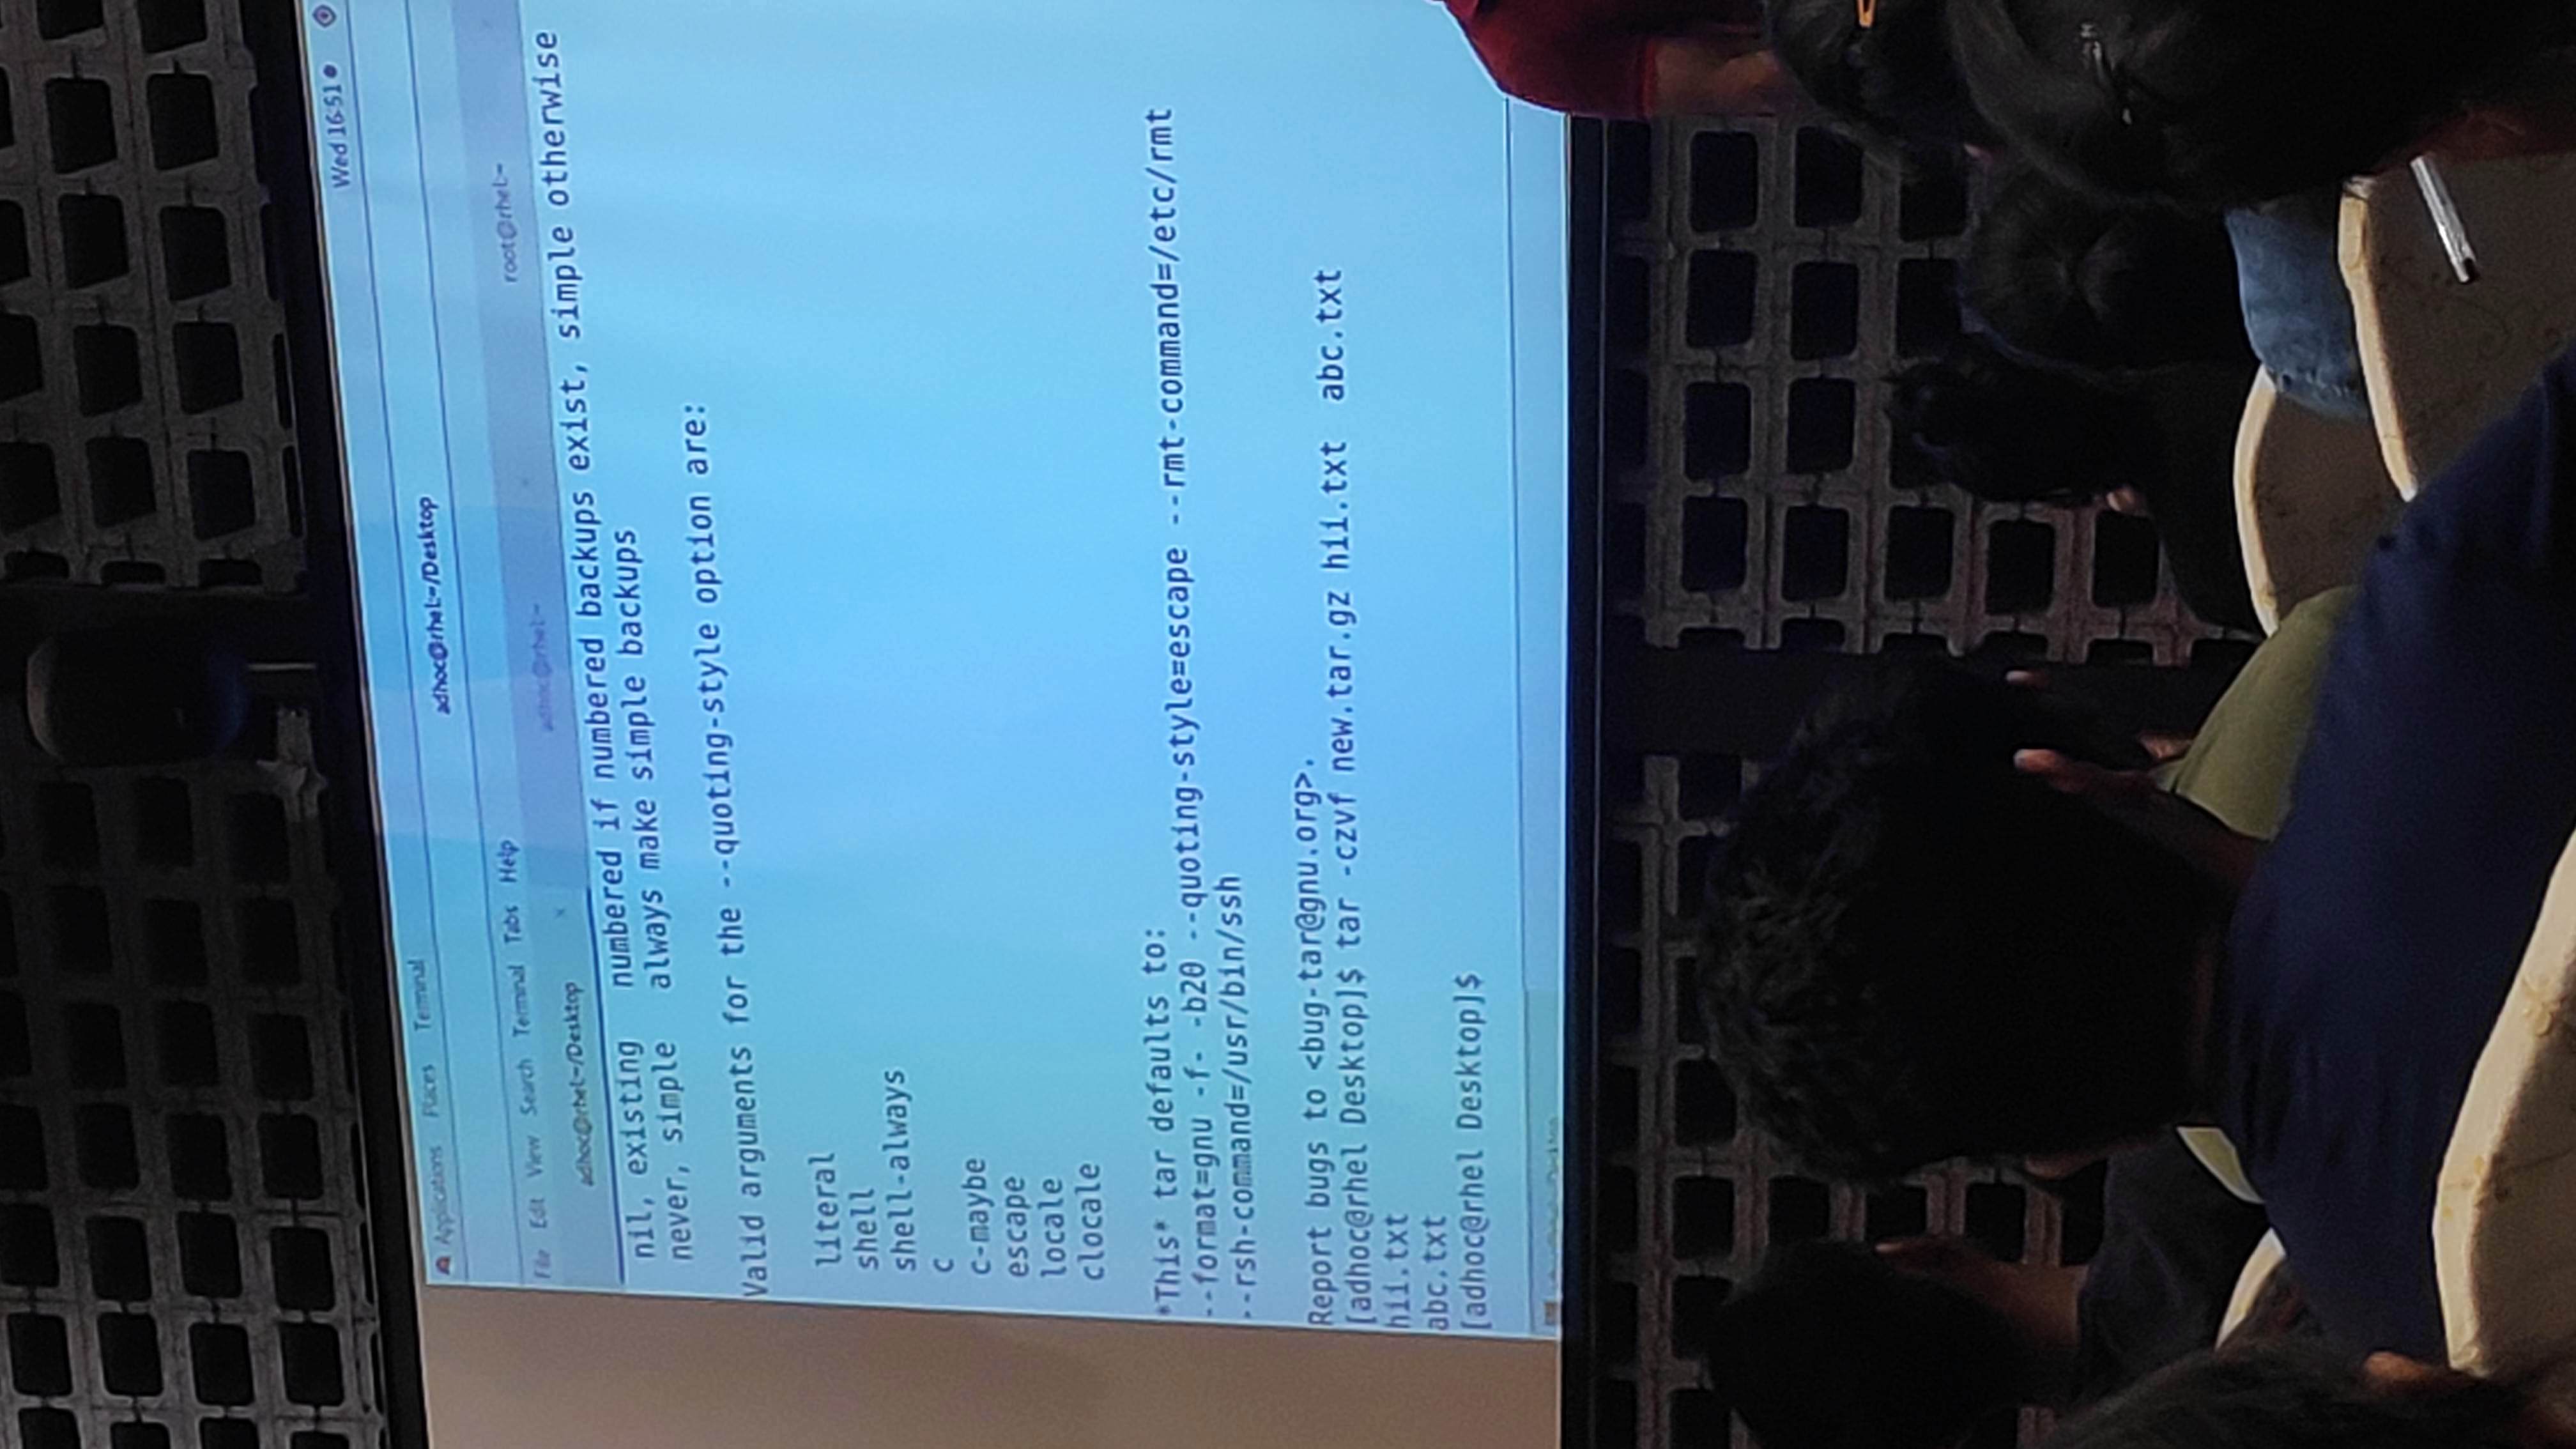 Wed 16:51
Applications Places Terminal
adhoc@rhel:~/Desktop
File Edit View Search Terminal Tabs Help
adhoc@rhel:~/Desktop × adhoc@rhel:~ × root@rhel:~
nil, existing numbered if numbered backups exist, simple otherwise
never, simple always make simple backups
Valid arguments for the --quoting-style option are:
literal
shell
shell-always
c
c-maybe
escape
locale
clocale
*This* tar defaults to:
--format=gnu -f- -b20 --quoting-style=escape --rmt-command=/etc/rmt
--rsh-command=/usr/bin/ssh
Report bugs to <bug-tar@gnu.org>.
[adhoc@rhel Desktop]$ tar -czvf new.tar.gz hii.txt  abc.txt
hii.txt
abc.txt
[adhoc@rhel Desktop]$